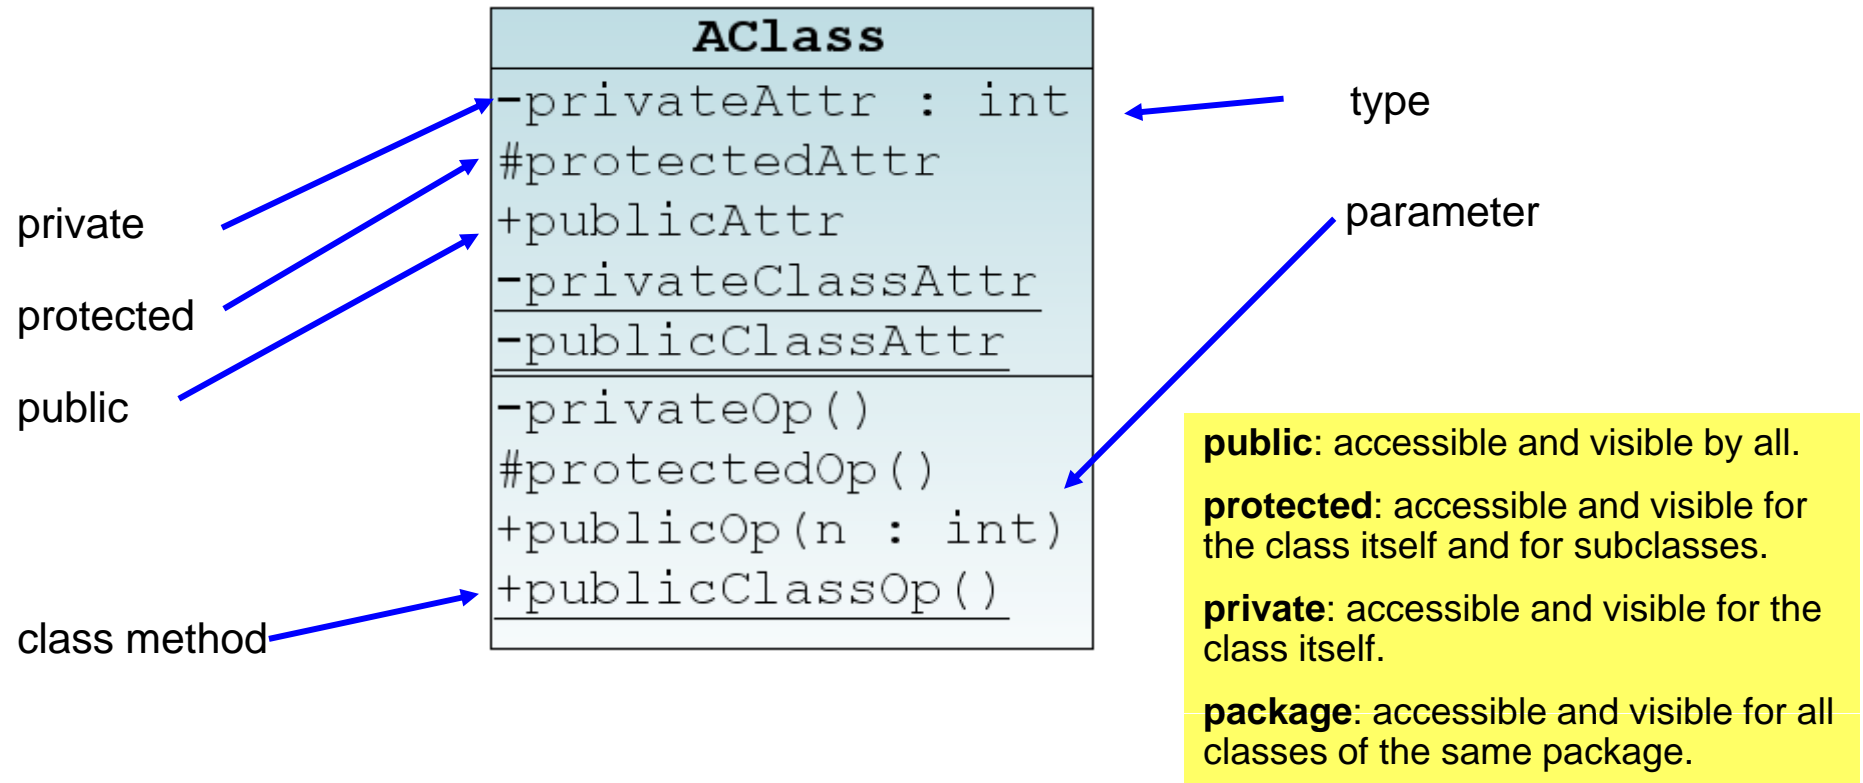 AClass
-privateAttr : int
#protectedAttr
+publicAttr
-privateClassAttr
-publicClassAttr
-privateOp()
#protectedOp()
+publicOp(n : int)
+publicClassOp()
private
protected
public
class method
type
parameter
public: accessible and visible by all.
protected: accessible and visible for
the class itself and for subclasses.
private: accessible and visible for the
class itself.
package: accessible and visible for all
classes of the same package.